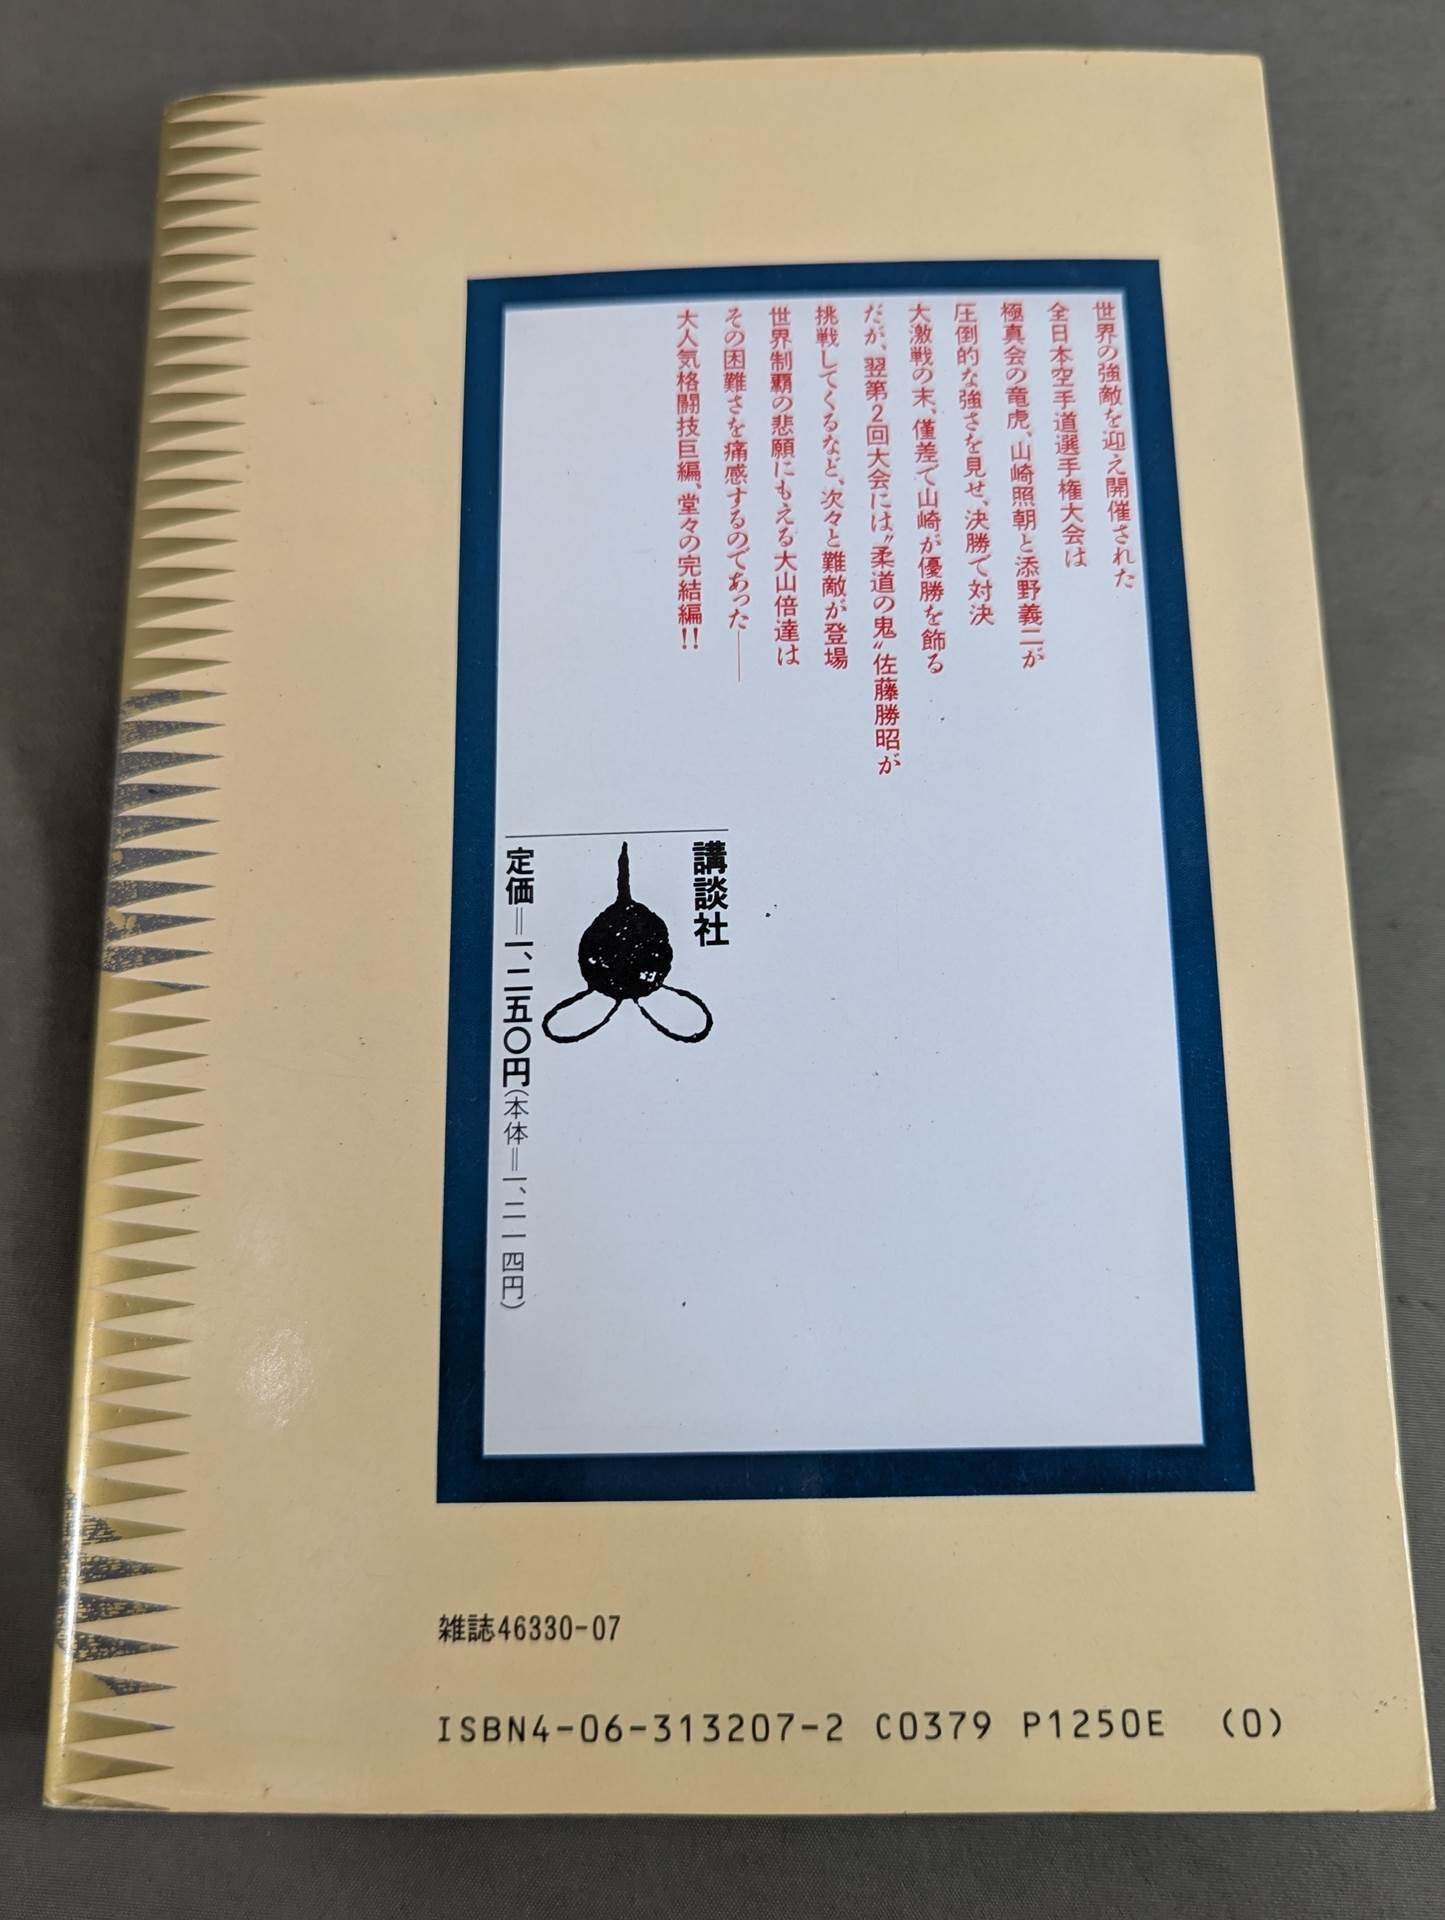 世界の強敵を迎え開催された
全日本空手道選手権大会は
極真会の竜虎、山崎照朝と添野義二が
圧倒的な強さを見せ、決勝で対決
大激戦の末、僅差で山崎が優勝を飾る
だが、翌第2回大会には〝柔道の鬼〟佐藤勝昭が
挑戦してくるなど、次々と難敵が登場
世界制覇の悲願にもえる大山倍達は
その困難さを痛感するのであった──
大人気格闘技巨編、堂々の完結編!!
講談社
定価＝一、二五〇円(本体＝一、二一四円)
雑誌46330-07
ISBN4-06-313207-2 C0379 P1250E (0)